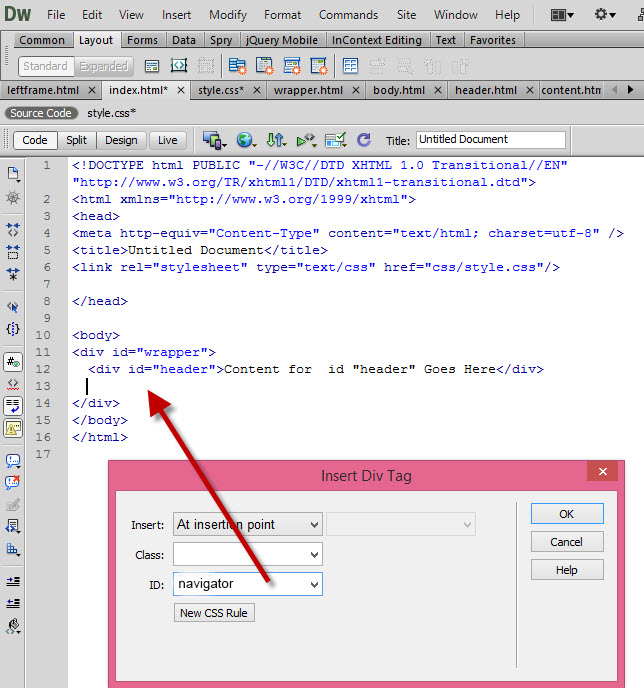 Dw File Edit View Insert Modify Format Commands Site Window Help
Common Layout Forms Data Spry jQuery Mobile InContext Editing Text Favorites
Standard Expanded
leftframe.html × index.html* × style.css* × wrapper.html × body.html × header.html × content.htm
Source Code style.css*
Code Split Design Live Title: Untitled Document
1 <!DOCTYPE html PUBLIC "-//W3C//DTD XHTML 1.0 Transitional//EN"
"http://www.w3.org/TR/xhtml1/DTD/xhtml1-transitional.dtd">
2 <html xmlns="http://www.w3.org/1999/xhtml">
3 <head>
4 <meta http-equiv="Content-Type" content="text/html; charset=utf-8" />
5 <title>Untitled Document</title>
6 <link rel="stylesheet" type="text/css" href="css/style.css"/>
7
8 </head>
9
10 <body>
11 <div id="wrapper">
12 <div id="header">Content for  id "header" Goes Here</div>
13
14 </div>
15 </body>
16 </html>
17
Insert Div Tag
Insert: At insertion point OK
Class: Cancel
ID: navigator Help
New CSS Rule